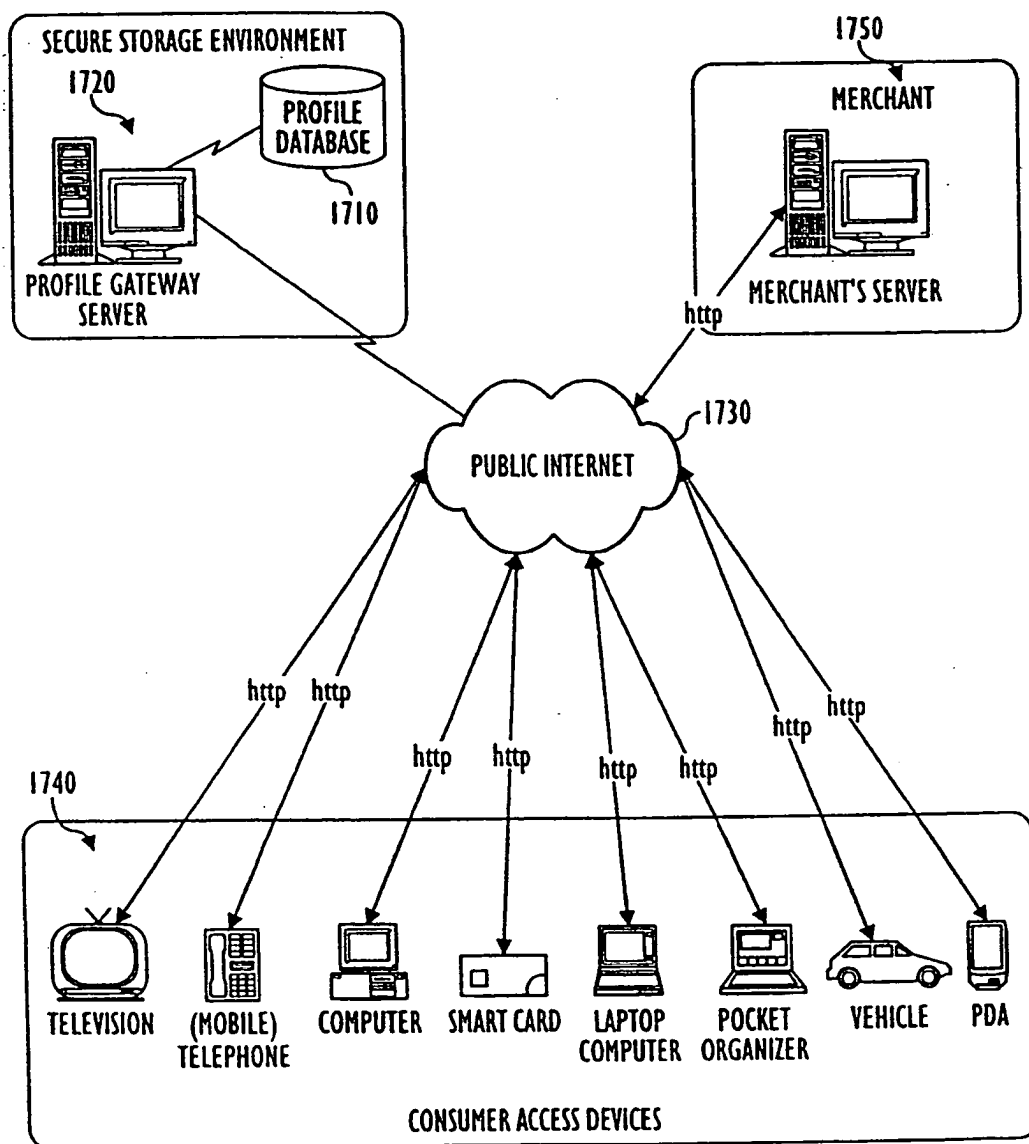 SECURE STORAGE ENVIRONMENT
1720
PROFILE
DATABASE
1710
PROFILE GATEWAY
SERVER
1750
MERCHANT
MERCHANT'S SERVER
http
1730
PUBLIC INTERNET
http
http
http
http
http
http
http
http
1740
TELEVISION
(MOBILE)
TELEPHONE
COMPUTER
SMART CARD
LAPTOP
COMPUTER
POCKET
ORGANIZER
VEHICLE
PDA
CONSUMER ACCESS DEVICES